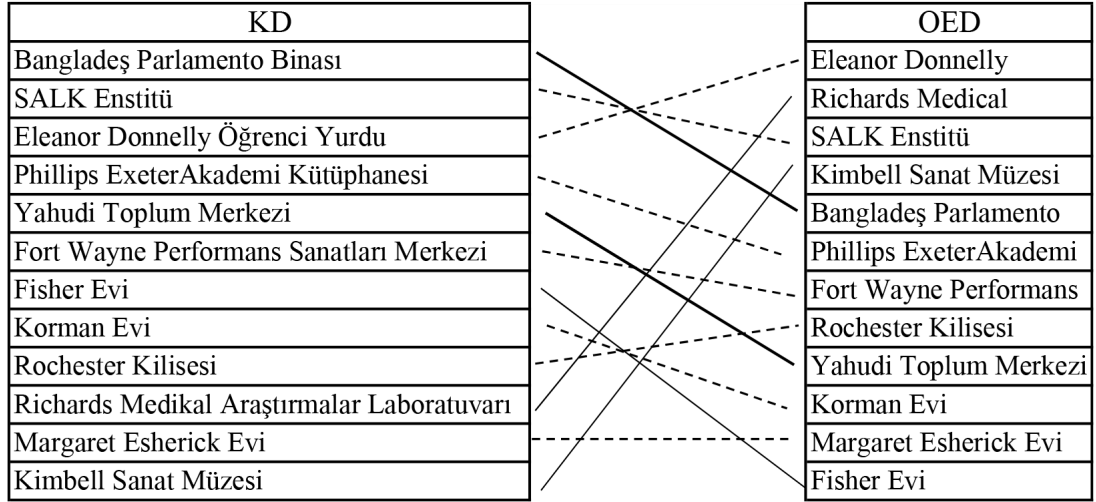 KD
Bangladeş Parlamento Binası
SALK Enstitü
Eleanor Donnelly Öğrenci Yurdu
Phillips ExeterAkademi Kütüphanesi
Yahudi Toplum Merkezi
Fort Wayne Performans Sanatları Merkezi
Fisher Evi
Korman Evi
Rochester Kilisesi
Richards Medikal Araştırmalar Laboratuvarı
Margaret Esherick Evi
Kimbell Sanat Müzesi
OED
Eleanor Donnelly
Richards Medical
SALK Enstitü
Kimbell Sanat Müzesi
Bangladeş Parlamento
Phillips ExeterAkademi
Fort Wayne Performans
Rochester Kilisesi
Yahudi Toplum Merkezi
Korman Evi
Margaret Esherick Evi
Fisher Evi